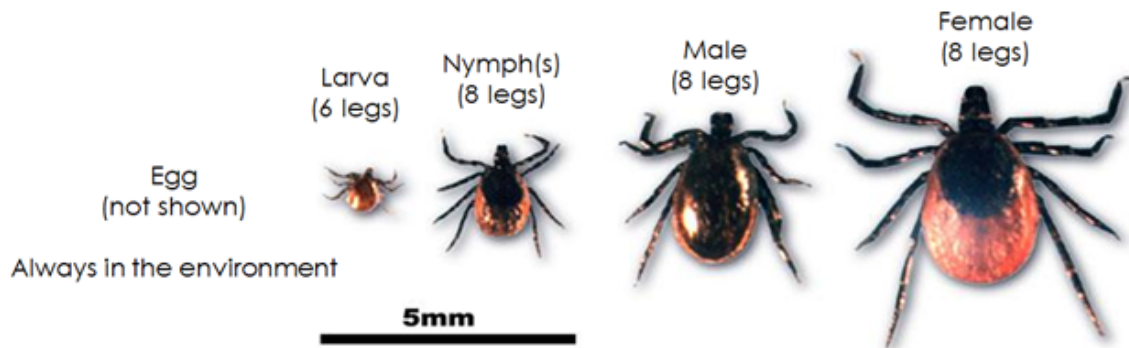 Egg
(not shown)
Always in the environment
Larva
(6 legs)
Nymph(s)
(8 legs)
Male
(8 legs)
Female
(8 legs)
5mm